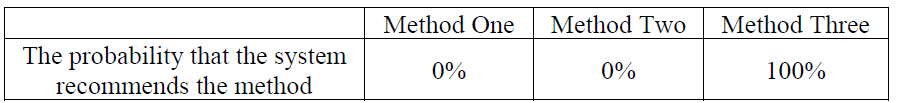 Method One Method Two Method Three
The probability that the system
recommends the method
0% 0% 100%